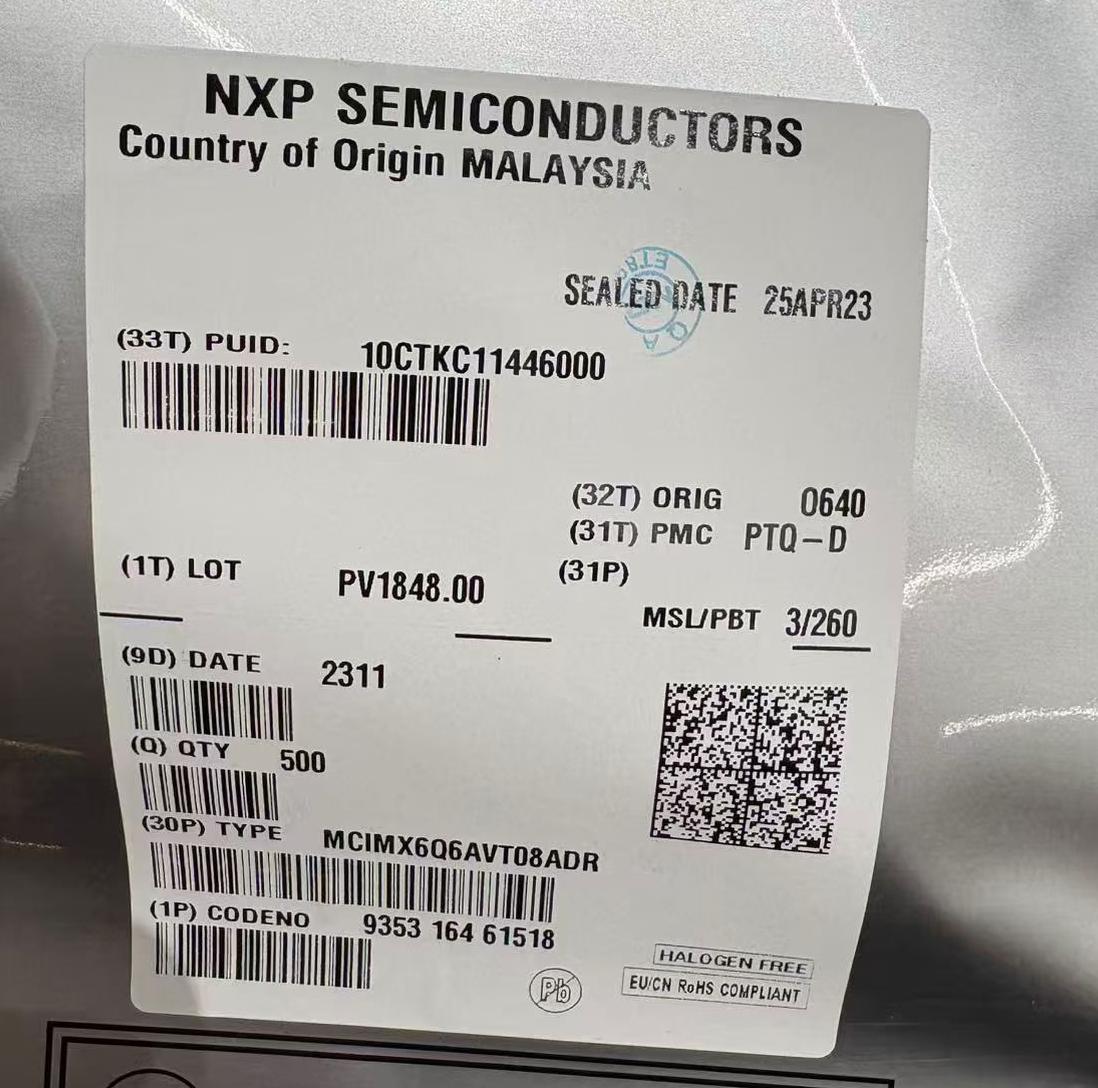 NXP SEMICONDUCTORS
Country of Origin MALAYSIA
SEALED DATE 25APR23
(33T) PUID: 10CTKC11446000
(32T) ORIG 0640
(31T) PMC PTQ-D
(1T) LOT PV1848.00 (31P)
MSL/PBT 3/260
(9D) DATE 2311
(Q) QTY 500
(30P) TYPE MCIMX6Q6AVT08ADR
(1P) CODENO 9353 164 61518
Pb
HALOGEN FREE
EU/CN RoHS COMPLIANT